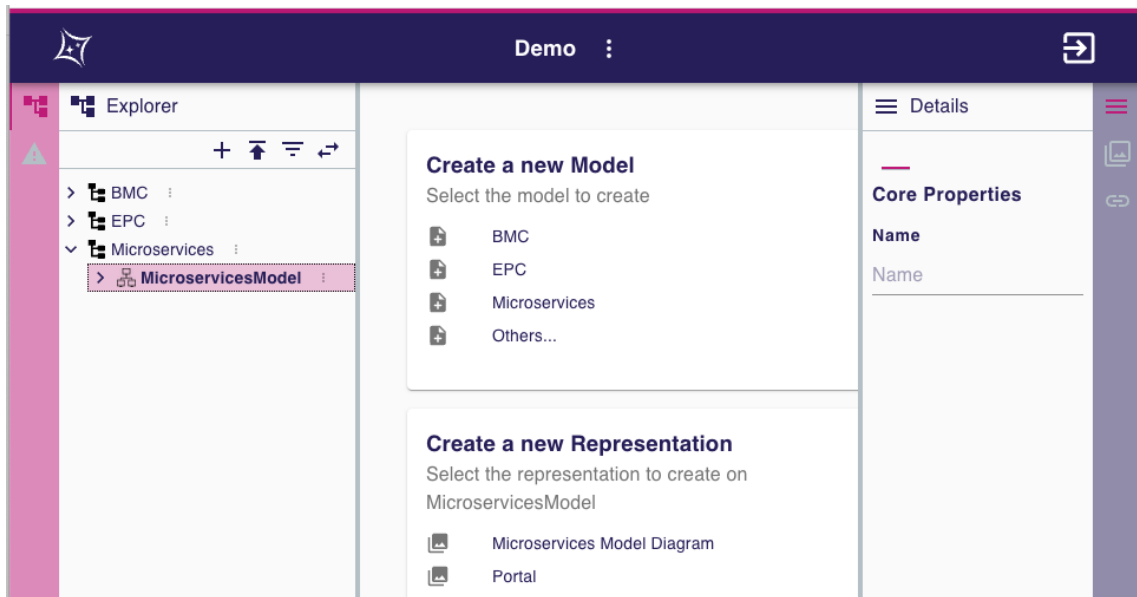 Demo
Explorer
BMC
EPC
Microservices
MicroservicesModel
Create a new Model
Select the model to create
BMC
EPC
Microservices
Others...
Create a new Representation
Select the representation to create on
MicroservicesModel
Microservices Model Diagram
Portal
Details
Core Properties
Name
Name